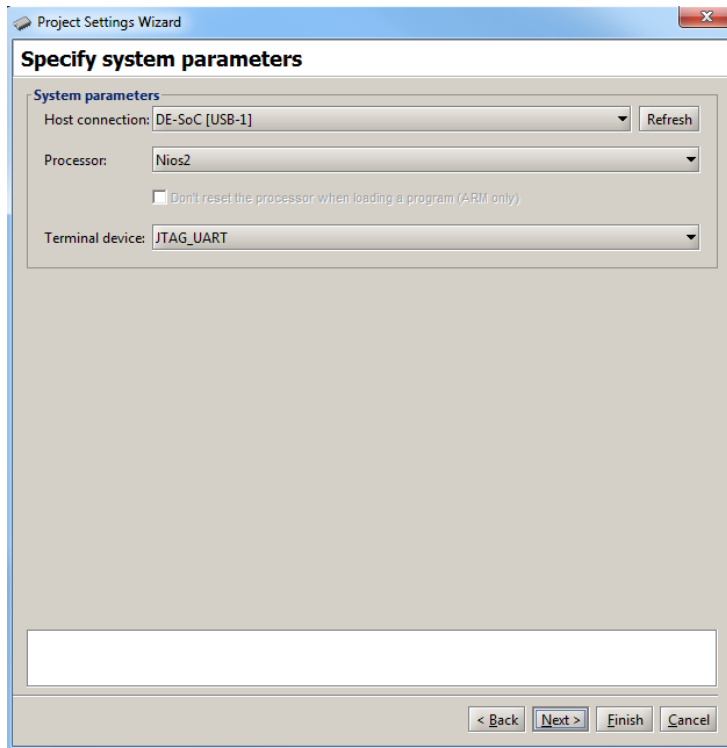 Project Settings Wizard
x
Specify system parameters
System parameters
Host connection: DE-SoC [USB-1] Refresh
Processor: Nios2
Don't reset the processor when loading a program (ARM only)
Terminal device: JTAG_UART
< Back Next > Finish Cancel